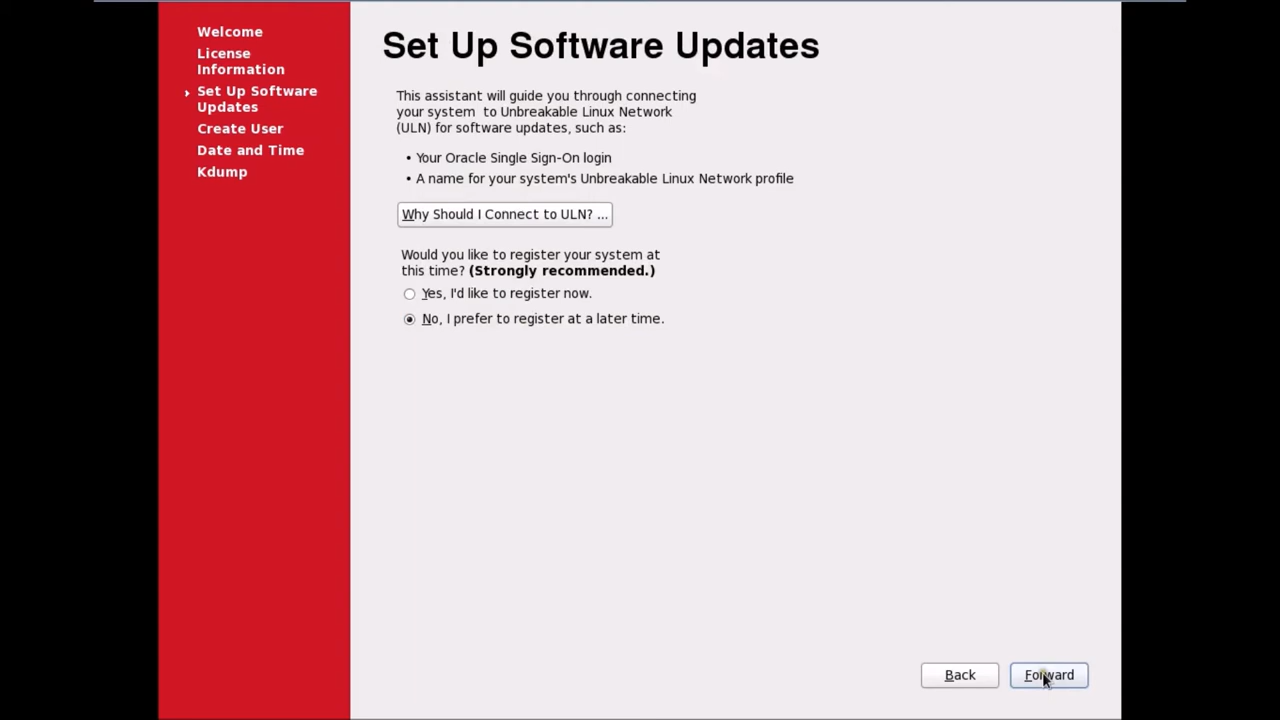 Welcome
License
Information
Set Up Software
Updates
Create User
Date and Time
Kdump
Set Up Software Updates
This assistant will guide you through connecting
your system  to Unbreakable Linux Network
(ULN) for software updates, such as:
• Your Oracle Single Sign-On login
• A name for your system's Unbreakable Linux Network profile
Why Should I Connect to ULN? ...
Would you like to register your system at
this time? (Strongly recommended.)
Yes, I'd like to register now.
No, I prefer to register at a later time.
Back
Forward